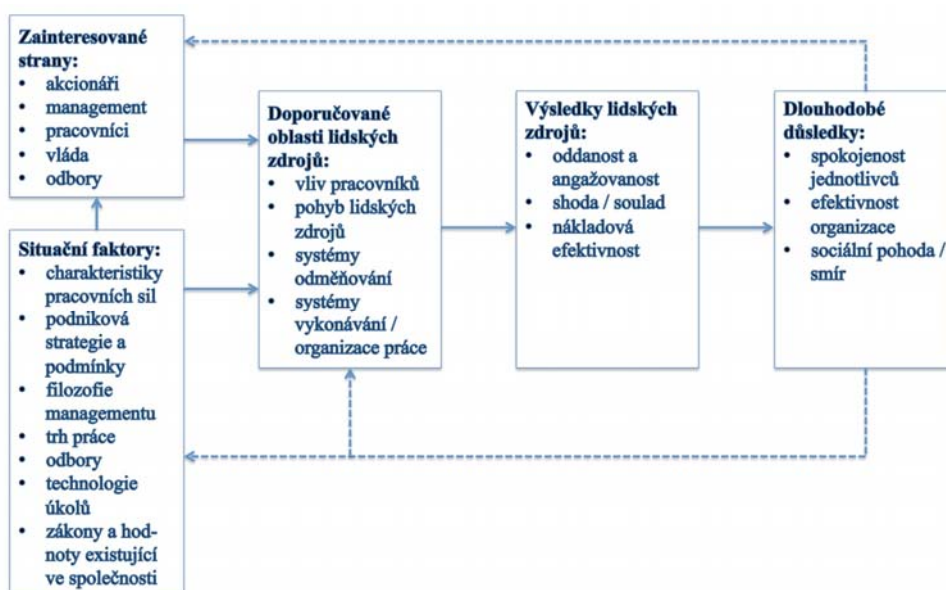 Zainteresované
strany:
• akcionáři
• management
• pracovníci
• vláda
• odbory
Situační faktory:
• charakteristiky
pracovních sil
• podniková
strategie a
podmínky
• filozofie
managementu
• trh práce
• odbory
• technologie
úkolů
• zákony a hod-
noty existující
ve společnosti
Doporučované
oblasti lidských
zdrojů:
• vliv pracovníků
• pohyb lidských
zdrojů
• systémy
odměňování
• systémy
vykonávání /
organizace práce
Výsledky lidských
zdrojů:
• oddanost a
angažovanost
• shoda / soulad
• nákladová
efektivnost
Dlouhodobé
důsledky:
• spokojenost
jednotlivců
• efektivnost
organizace
• sociální pohoda /
smír